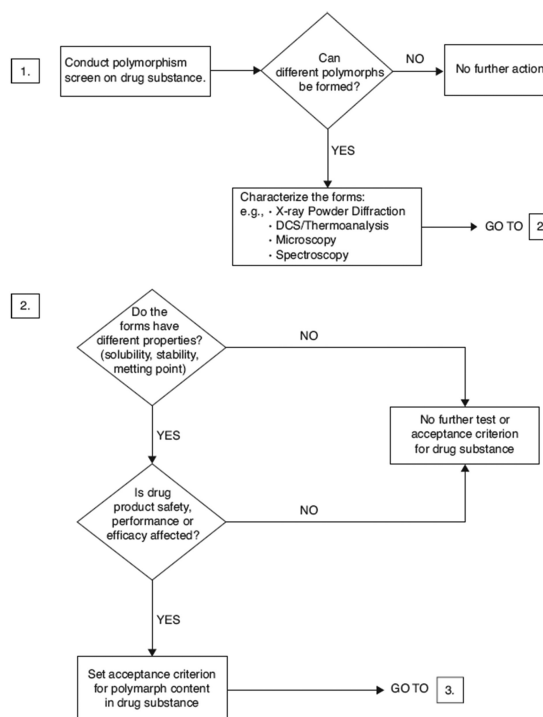 1.
Conduct polymorphism
screen on drug substance.
Can
different polymorphs
be formed?
NO
No further action
YES
Characterize the forms:
e.g., · X-ray Powder Diffraction
· DCS/Thermoanalysis
· Microscopy
· Spectroscopy
GO TO 2
2.
Do the
forms have
different properties?
(solubility, stability,
metting point)
NO
No further test or
acceptance criterion
for drug substance
YES
Is drug
product safety,
performance or
efficacy affected?
NO
YES
Set acceptance criterion
for polymarph content
in drug substance
GO TO 3.